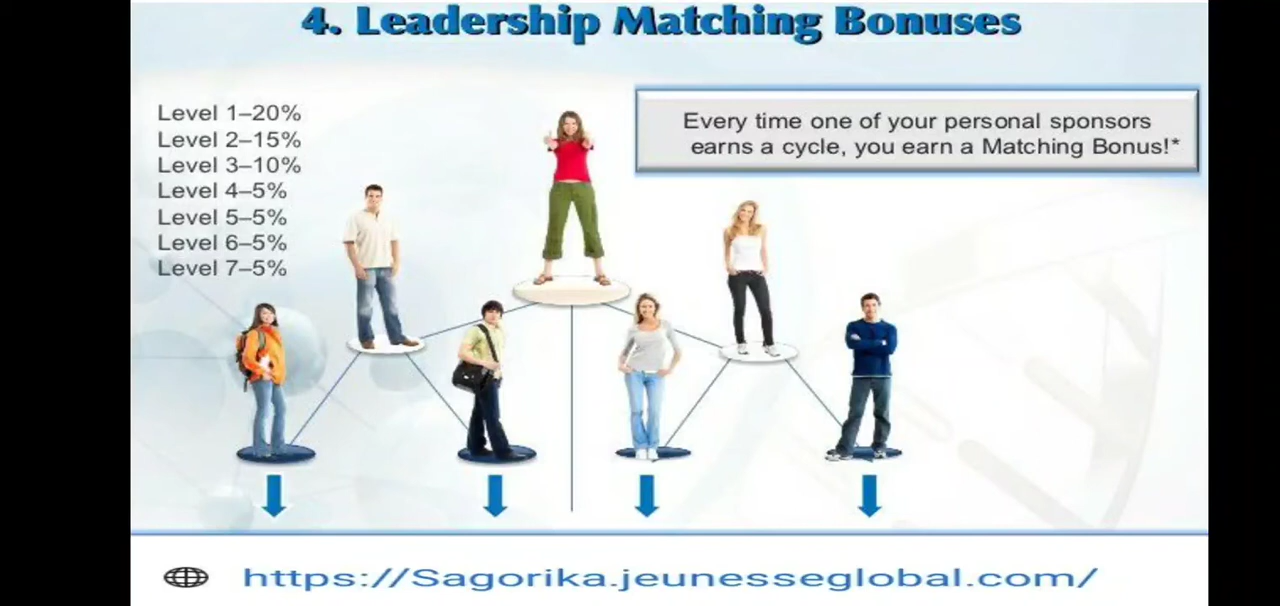 4. Leadership Matching Bonuses
Level 1–20%
Level 2–15%
Level 3–10%
Level 4–5%
Level 5–5%
Level 6–5%
Level 7–5%
Every time one of your personal sponsors
earns a cycle, you earn a Matching Bonus!*
https://Sagorika.jeunesseglobal.com/